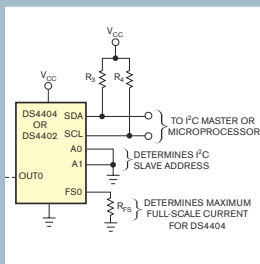 VCC
R3 R4
VCC
DS4404
OR
DS4402
SDA
SCL
A0
A1
FS0
OUT0
TO I²C MASTER OR
MICROPROCESSOR
DETERMINES I²C
SLAVE ADDRESS
RFS
DETERMINES MAXIMUM
FULL-SCALE CURRENT
FOR DS4404